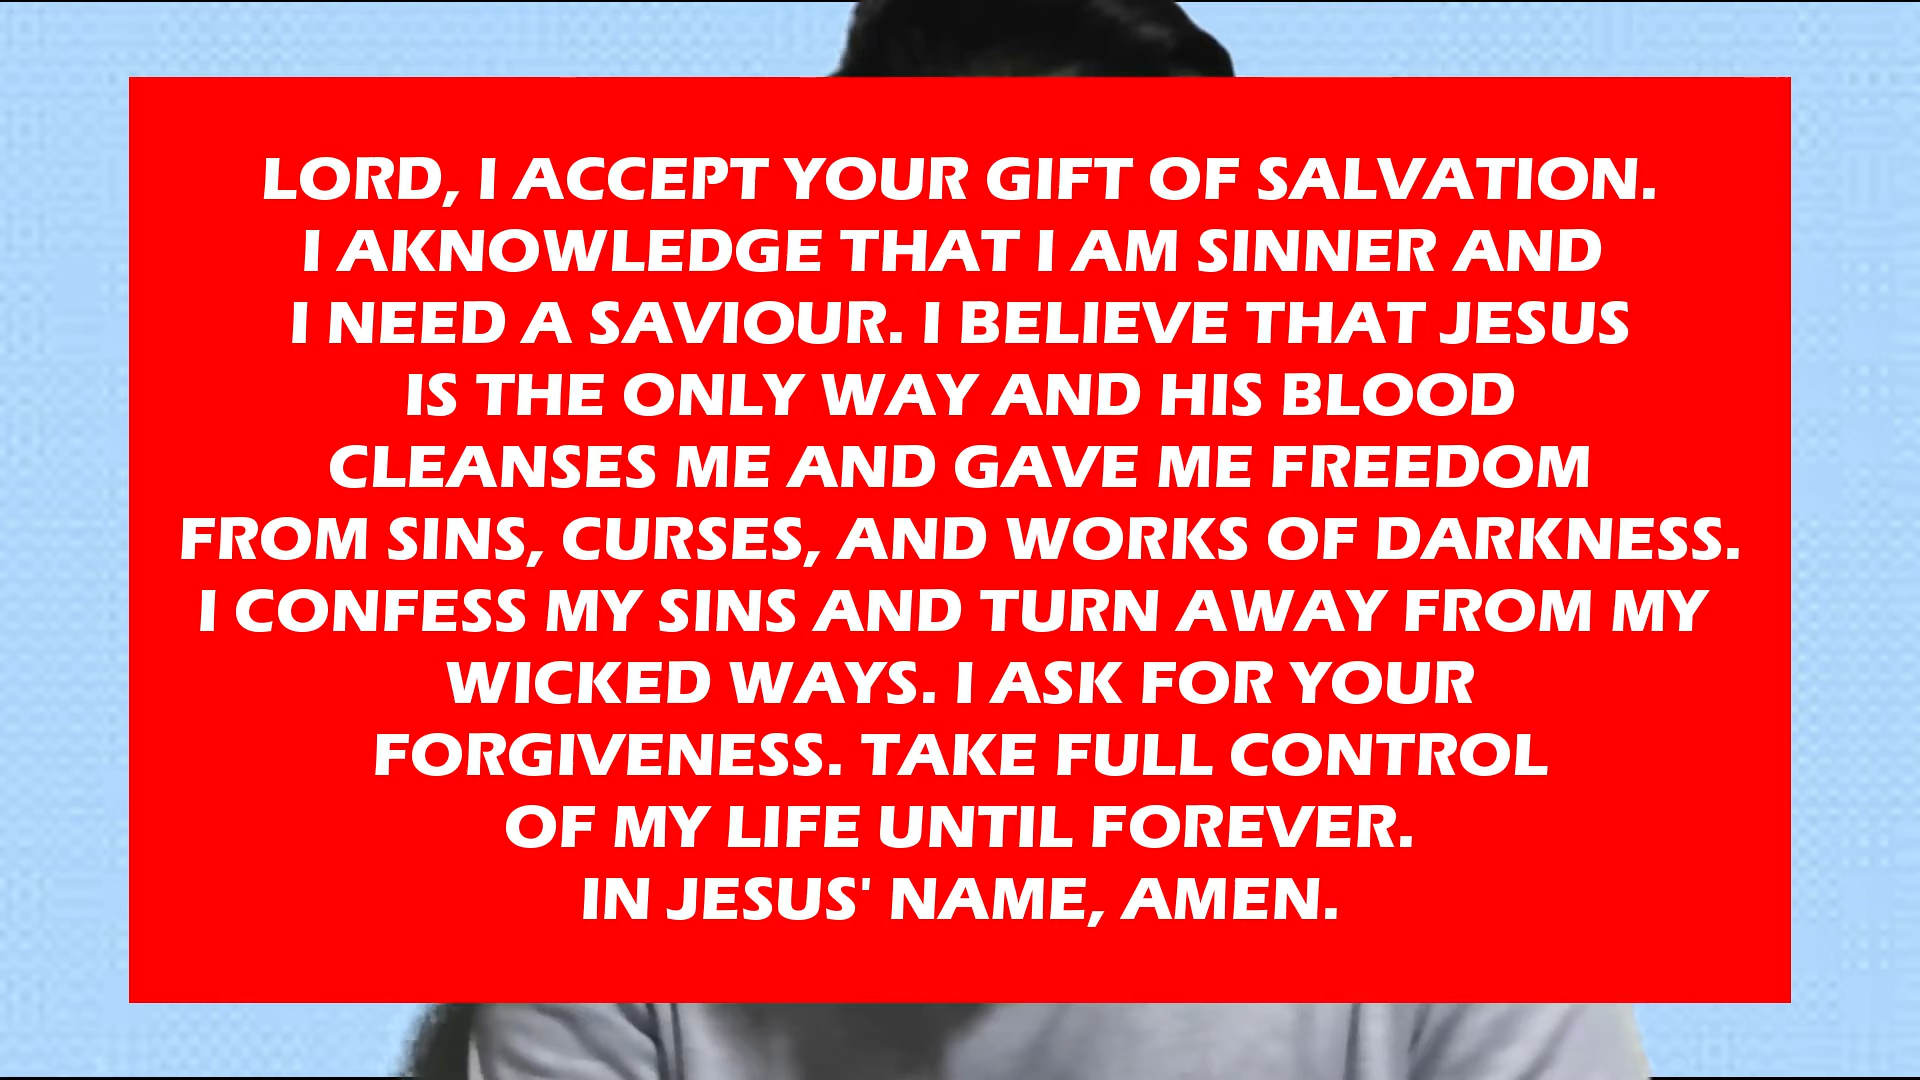 LORD, I ACCEPT YOUR GIFT OF SALVATION.
I AKNOWLEDGE THAT I AM SINNER AND
I NEED A SAVIOUR. I BELIEVE THAT JESUS
IS THE ONLY WAY AND HIS BLOOD
CLEANSES ME AND GAVE ME FREEDOM
FROM SINS, CURSES, AND WORKS OF DARKNESS.
I CONFESS MY SINS AND TURN AWAY FROM MY
WICKED WAYS. I ASK FOR YOUR
FORGIVENESS. TAKE FULL CONTROL
OF MY LIFE UNTIL FOREVER.
IN JESUS' NAME, AMEN.